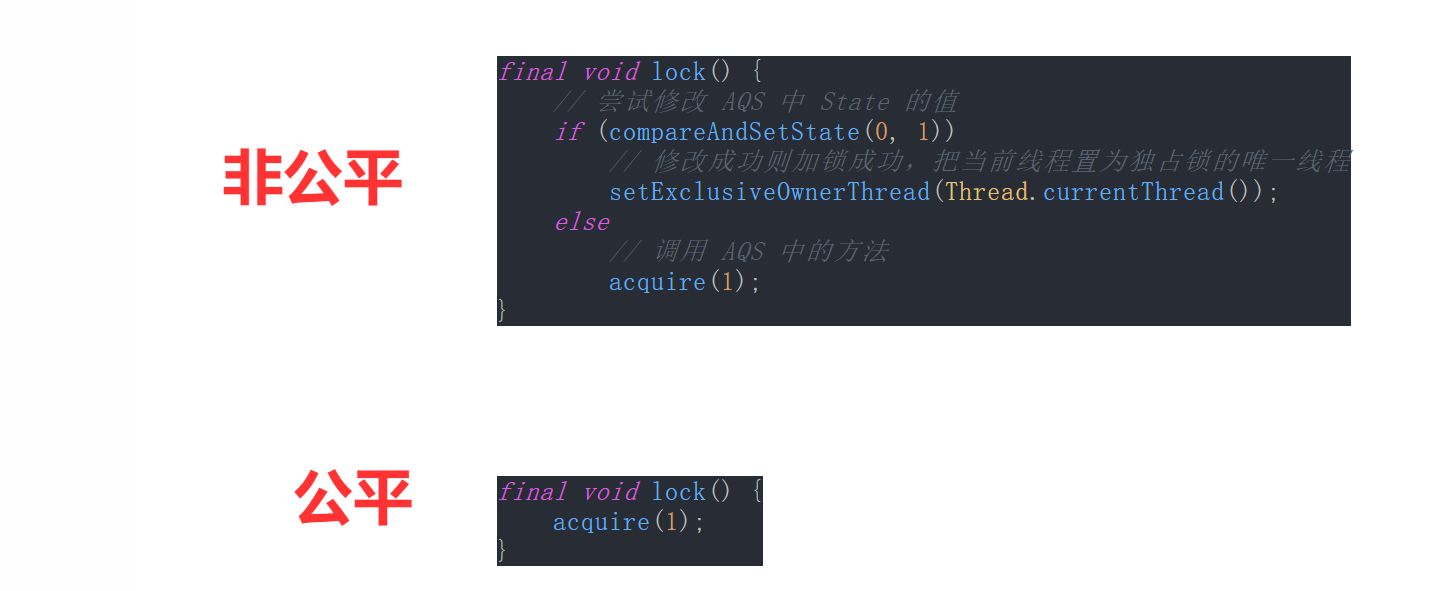 非公平
final void lock() {
// 尝试修改 AQS 中 State 的值
if (compareAndSetState(0, 1))
// 修改成功则加锁成功，把当前线程置为独占锁的唯一线程
setExclusiveOwnerThread(Thread.currentThread());
else
// 调用 AQS 中的方法
acquire(1);
}
公平
final void lock() {
acquire(1);
}